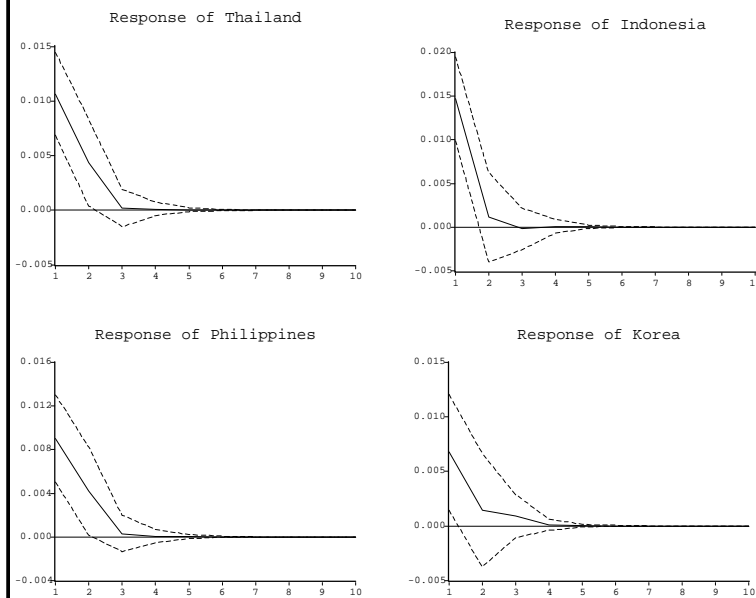 Response of Thailand
0.015
0.010
0.005
0.000
-0.005
1 2 3 4 5 6 7 8 9 10
Response of Indonesia
0.020
0.015
0.010
0.005
0.000
-0.005
1 2 3 4 5 6 7 8 9 10
Response of Philippines
0.016
0.012
0.008
0.004
0.000
-0.004
1 2 3 4 5 6 7 8 9 10
Response of Korea
0.015
0.010
0.005
0.000
-0.005
1 2 3 4 5 6 7 8 9 10